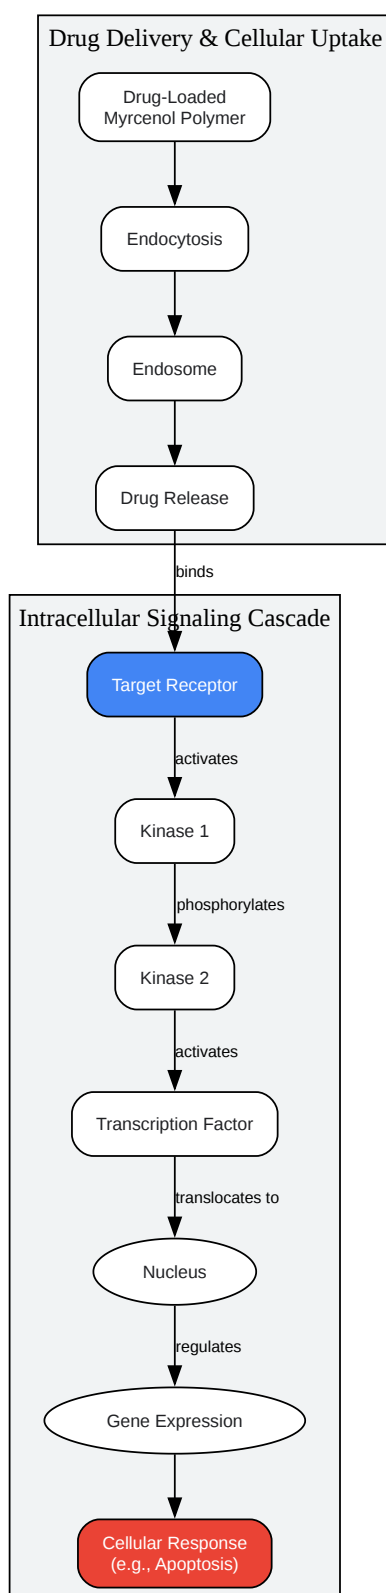 Drug Delivery & Cellular Uptake
Drug-Loaded
Myrcenol Polymer
Endocytosis
Endosome
Drug Release
binds
Intracellular Signaling Cascade
Target Receptor
activates
Kinase 1
phosphorylates
Kinase 2
activates
Transcription Factor
translocates to
Nucleus
regulates
Gene Expression
Cellular Response
(e.g., Apoptosis)